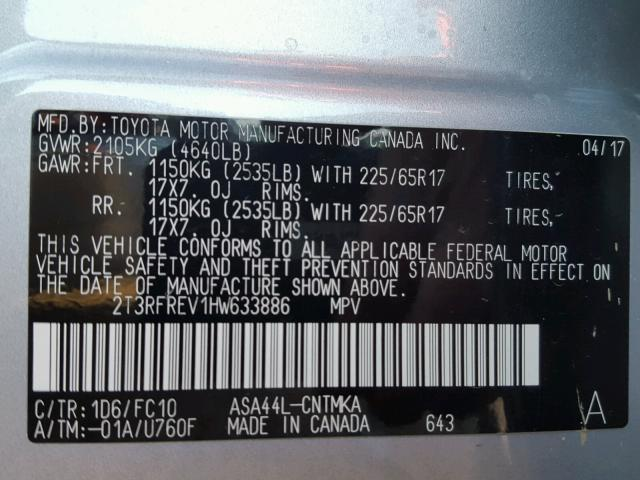 MFD.BY:TOYOTA MOTOR MANUFACTURING CANADA INC. 04/17
GVWR:2105KG (4640LB)
GAWR:FRT. 1150KG (2535LB) WITH 225/65R17 TIRES,
17X7.0J RIMS.
RR. 1150KG (2535LB) WITH 225/65R17 TIRES,
17X7.0J RIMS.
THIS VEHICLE CONFORMS TO ALL APPLICABLE FEDERAL MOTOR
VEHICLE SAFETY AND THEFT PREVENTION STANDARDS IN EFFECT ON
THE DATE OF MANUFACTURE SHOWN ABOVE.
2T3RFREV1HW633886 MPV
C/TR:1D6/FC10 ASA44L-CNTMKA A
A/TM:-01A/U760F MADE IN CANADA 643